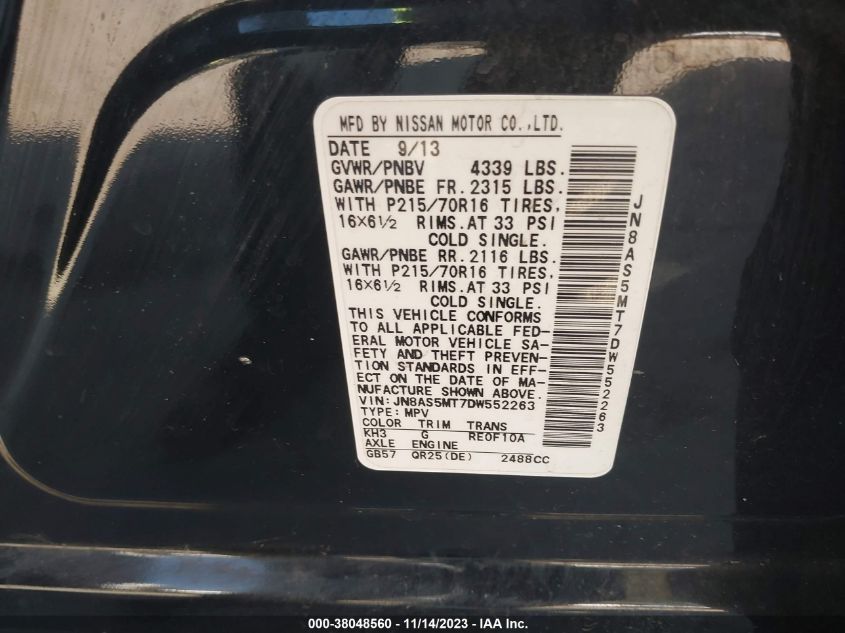 MFD BY NISSAN MOTOR CO.,LTD.
DATE 9/13
GVWR/PNBV 4339 LBS.
GAWR/PNBE FR. 2315 LBS.
WITH P215/70R16 TIRES,
16×6½ RIMS.AT 33 PSI
COLD SINGLE.
GAWR/PNBE RR. 2116 LBS.
WITH P215/70R16 TIRES,
16×6½ RIMS.AT 33 PSI
COLD SINGLE.
THIS VEHICLE CONFORMS
TO ALL APPLICABLE FED-
ERAL MOTOR VEHICLE SA-
FETY AND THEFT PREVEN-
TION STANDARDS IN EFF-
ECT ON THE DATE OF MA-
NUFACTURE SHOWN ABOVE.
VIN: JN8AS5MT7DW552263
TYPE: MPV
COLOR TRIM TRANS
KH3 G RE0F10A
AXLE ENGINE
GB57 QR25(DE) 2488CC
JN8AS5MT7DW552263
000-38048560 - 11/14/2023 - IAA Inc.